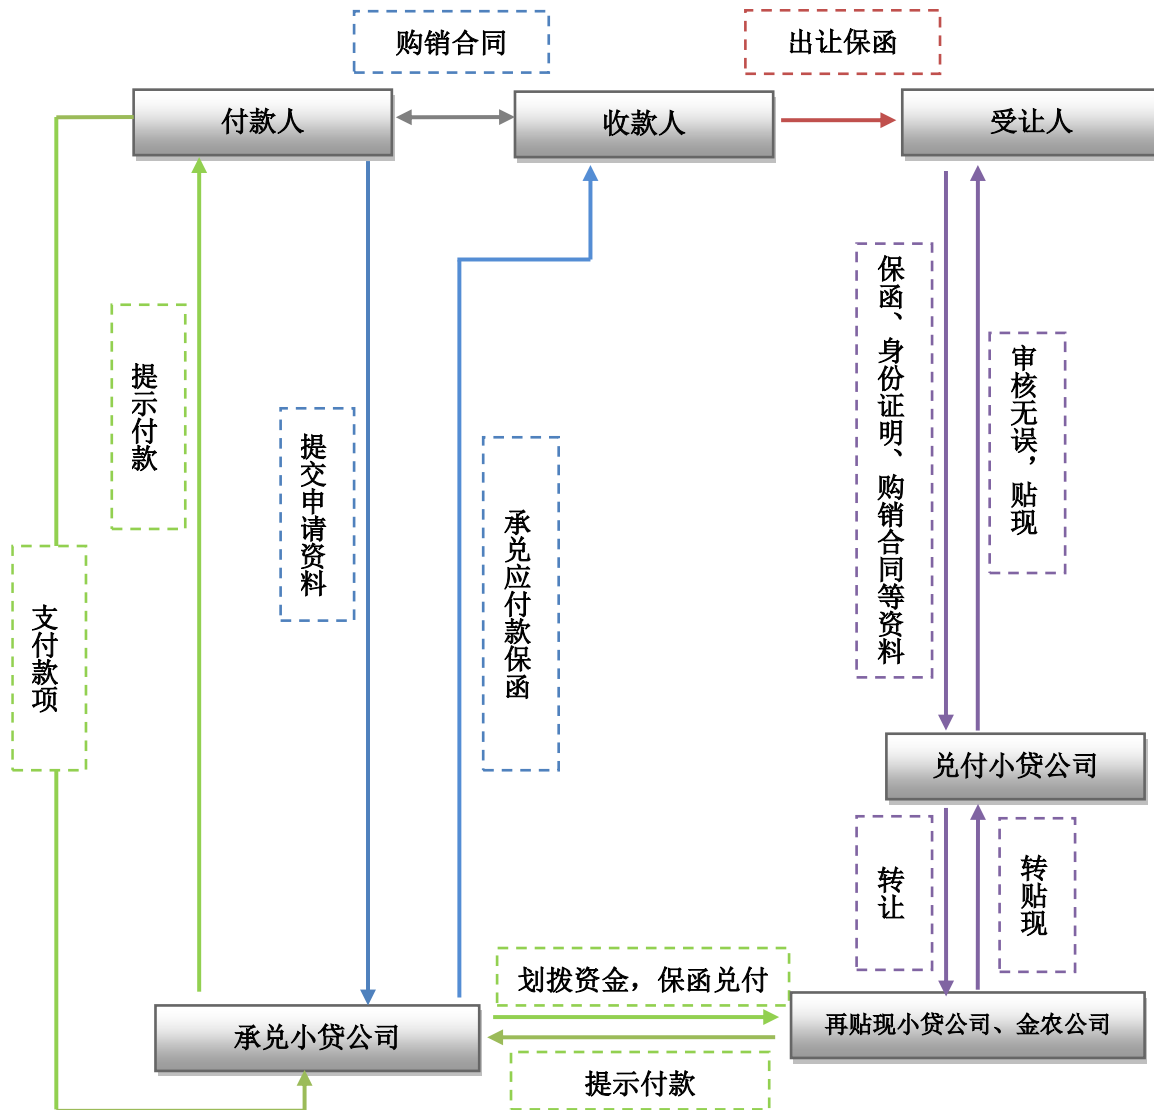 购销合同
出让保函
付款人
收款人
受让人
保函、身份证明、购销合同等资料
审核无误，贴现
提示付款
提交申请资料
承兑应付款保函
支付款项
兑付小贷公司
转让
转贴现
划拨资金，保函兑付
再贴现小贷公司、金农公司
承兑小贷公司
提示付款